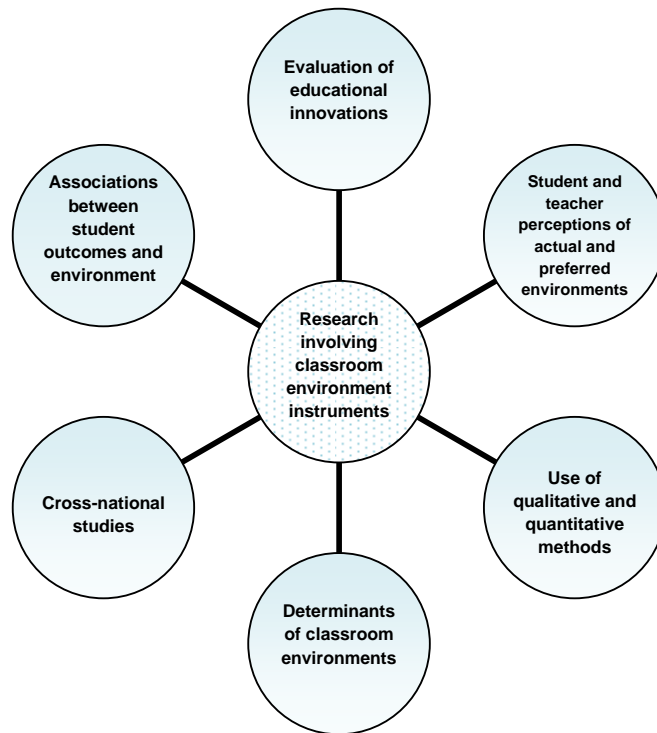 Evaluation of
educational
innovations
Associations
between
student
outcomes and
environment
Student and
teacher
perceptions of
actual and
preferred
environments
Research
involving
classroom
environment
instruments
Cross-national
studies
Use of
qualitative and
quantitative
methods
Determinants
of classroom
environments